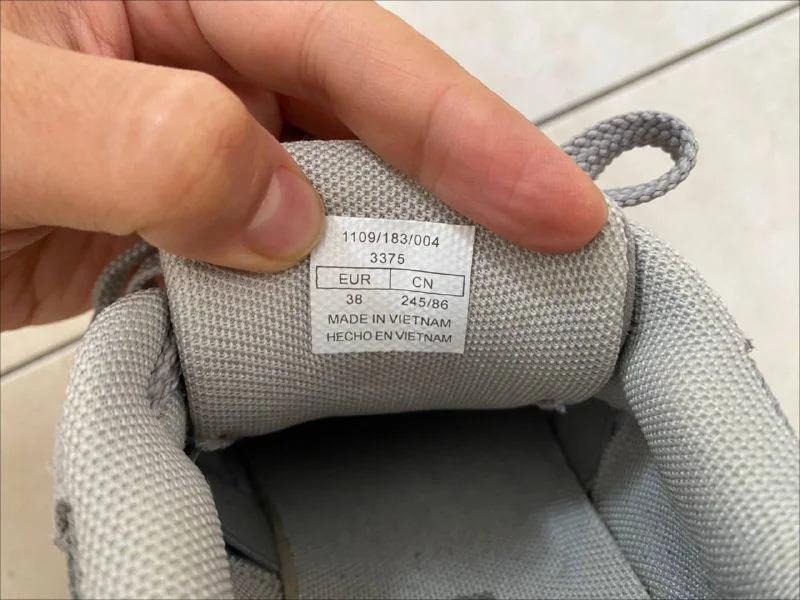 1109/183/004
3375
EUR CN
38 245/86
MADE IN VIETNAM
HECHO EN VIETNAM